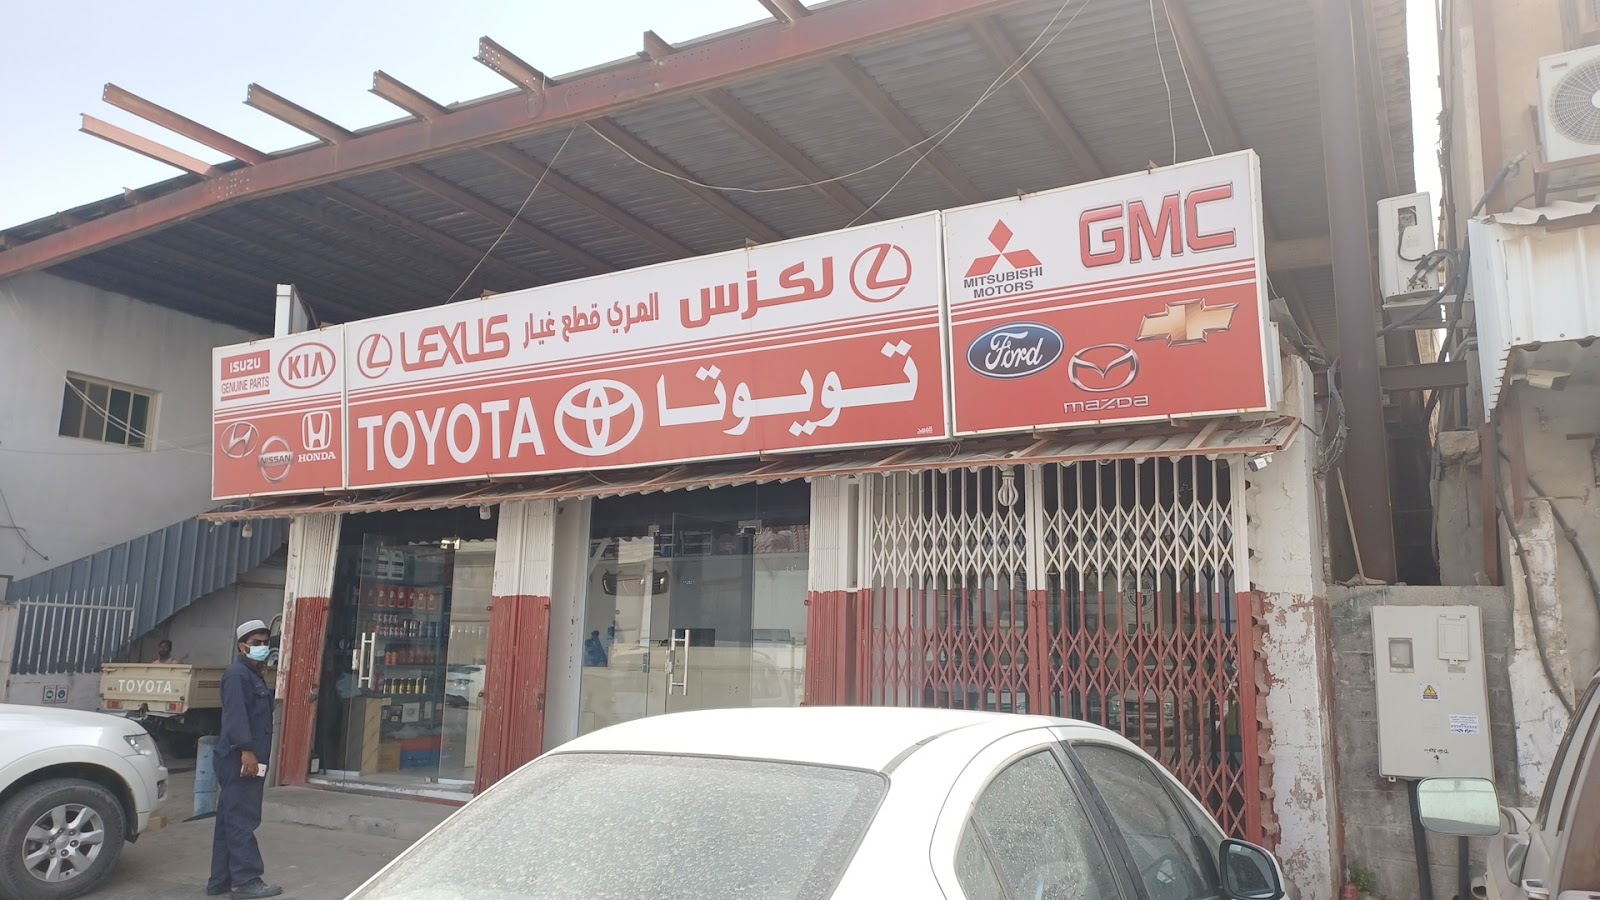 ISUZU
GENUINE PARTS
KIA
HONDA
NISSAN
LEXUS المري قطع غيار لكزس
TOYOTA تويوتا
MITSUBISHI
MOTORS
GMC
Ford
mazda
TOYOTA